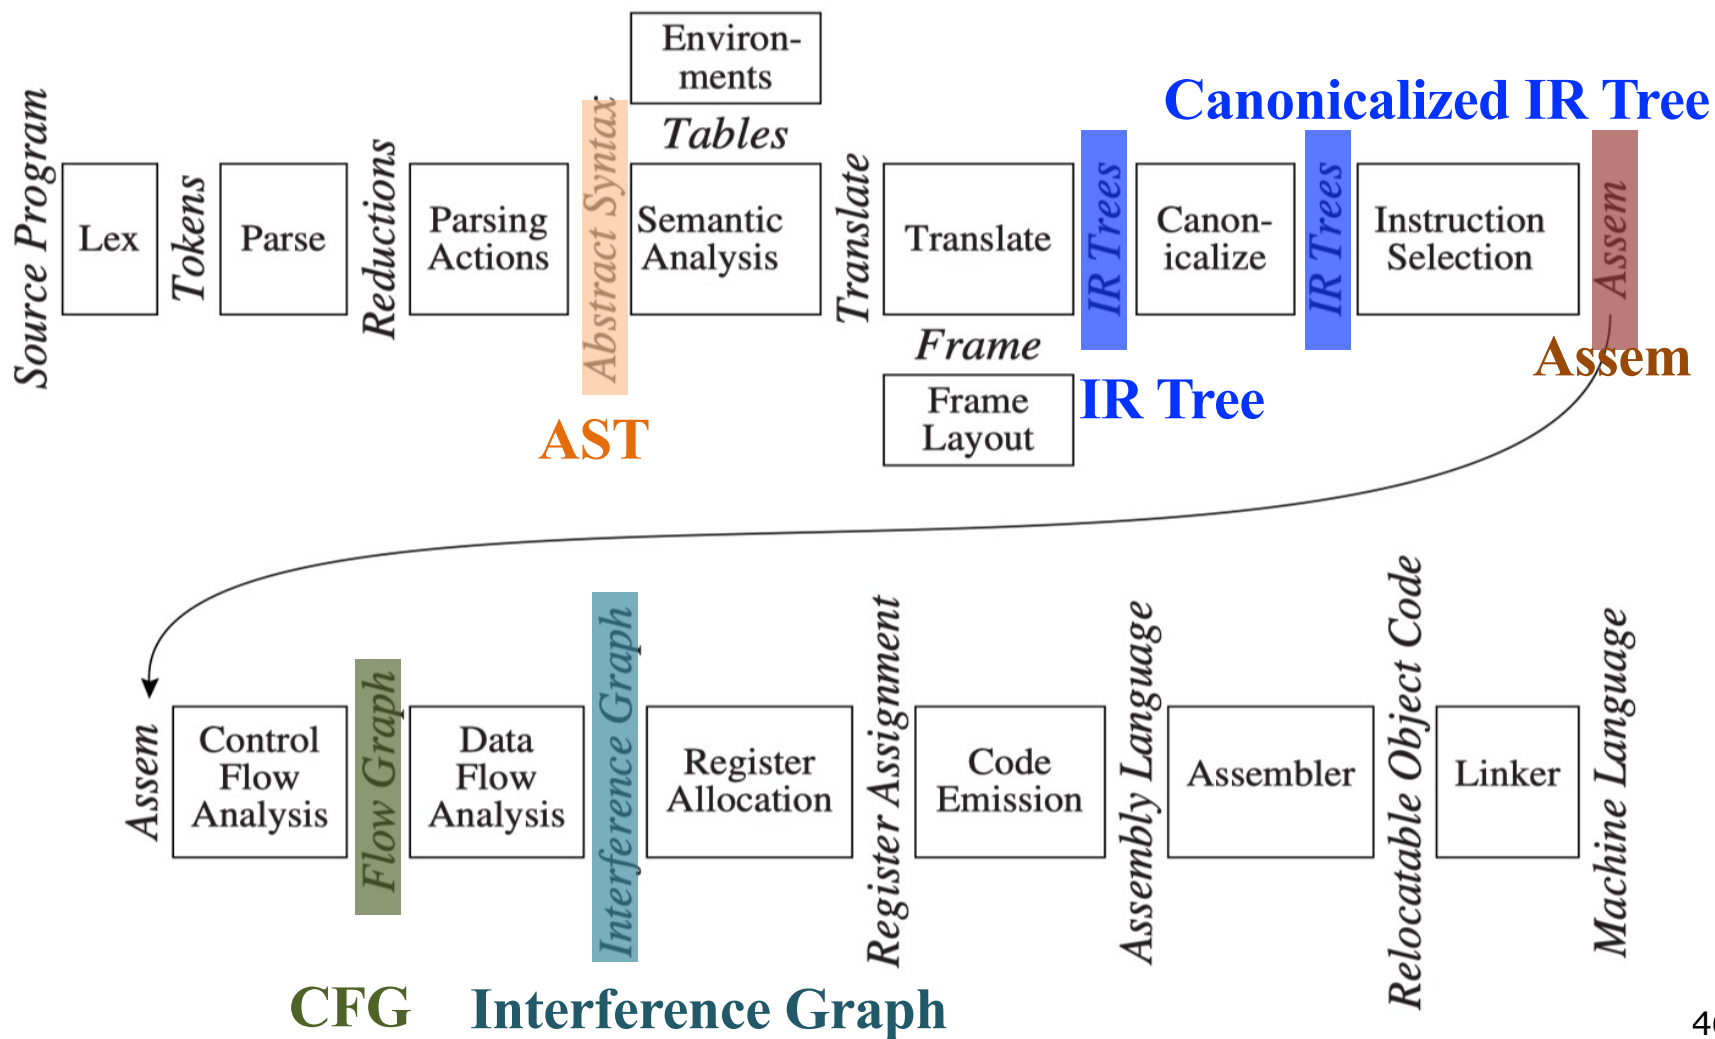 Environ-
ments
Tables
Canonicalized IR Tree
Source Program
Lex
Tokens
Parse
Reductions
Parsing
Actions
Abstract Syntax
Semantic
Analysis
Translate
Translate
IR Trees
Canon-
icalize
IR Trees
Instruction
Selection
Assem
Frame
Frame
Layout
AST
IR Tree
Assem
Assem
Control
Flow
Analysis
Flow Graph
Data
Flow
Analysis
Interference Graph
Register
Allocation
Register Assignment
Code
Emission
Assembly Language
Assembler
Relocatable Object Code
Linker
Machine Language
CFG
Interference Graph